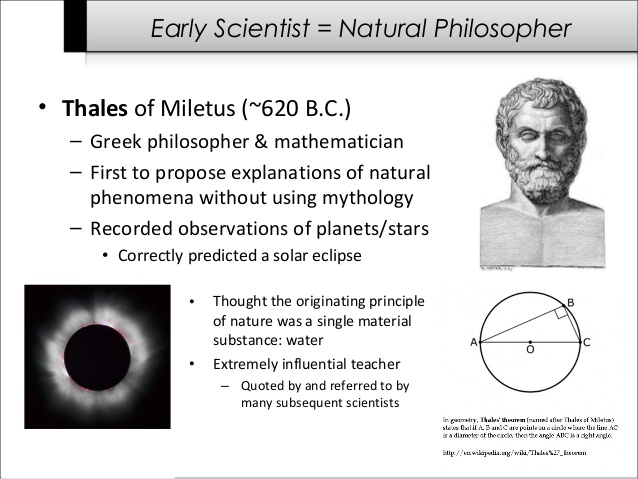 Early Scientist = Natural Philosopher
• Thales of Miletus (~620 B.C.)
– Greek philosopher & mathematician
– First to propose explanations of natural
phenomena without using mythology
– Recorded observations of planets/stars
• Correctly predicted a solar eclipse
• Thought the originating principle
of nature was a single material
substance: water
• Extremely influential teacher
– Quoted by and referred to by
many subsequent scientists
B
A
O
C
In geometry, Thales' theorem (named after Thales of Miletus)
states that if A, B and C are points on a circle where the line AC
is a diameter of the circle, then the angle ABC is a right angle.
http://en.wikipedia.org/wiki/Thales%27_theorem